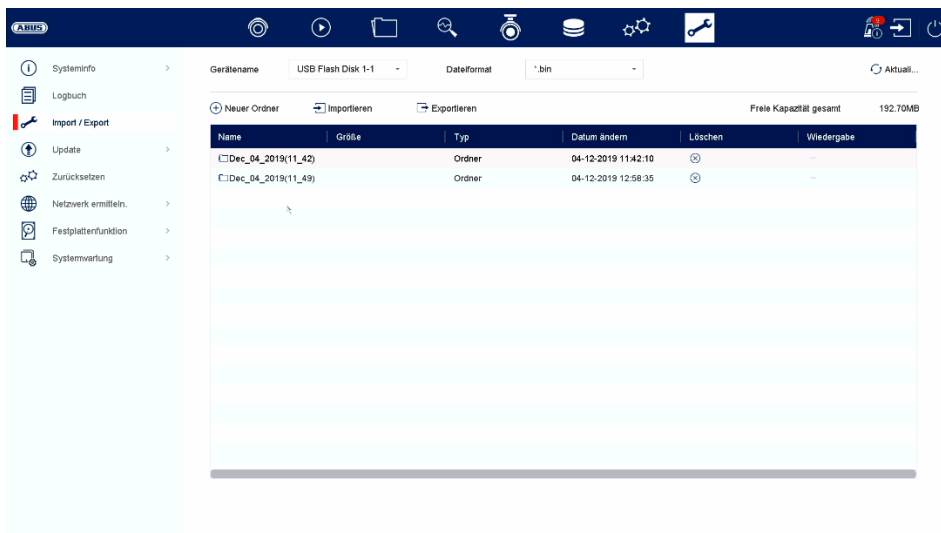 ABUS
9
Systeminfo
Logbuch
Import / Export
Update
Zurücksetzen
Netzwerk ermitteln.
Festplattenfunktion
Systemwartung
Gerätename USB Flash Disk 1-1 Dateiformat *.bin Aktuali...
Neuer Ordner Importieren Exportieren Freie Kapazität gesamt 192.70MB
Name Größe Typ Datum ändern Löschen Wiedergabe
Dec_04_2019(11_42) Ordner 04-12-2019 11:42:10 —
Dec_04_2019(11_49) Ordner 04-12-2019 12:58:35 —